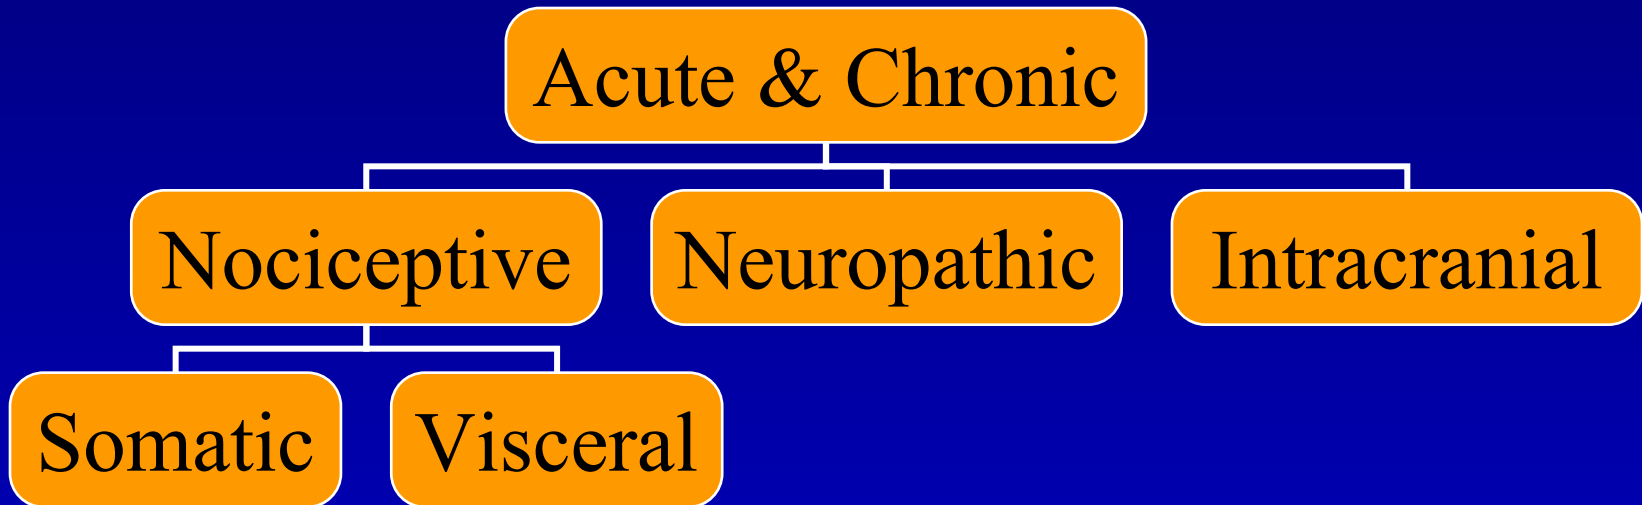 Acute & Chronic
Nociceptive
Neuropathic
Intracranial
Somatic
Visceral